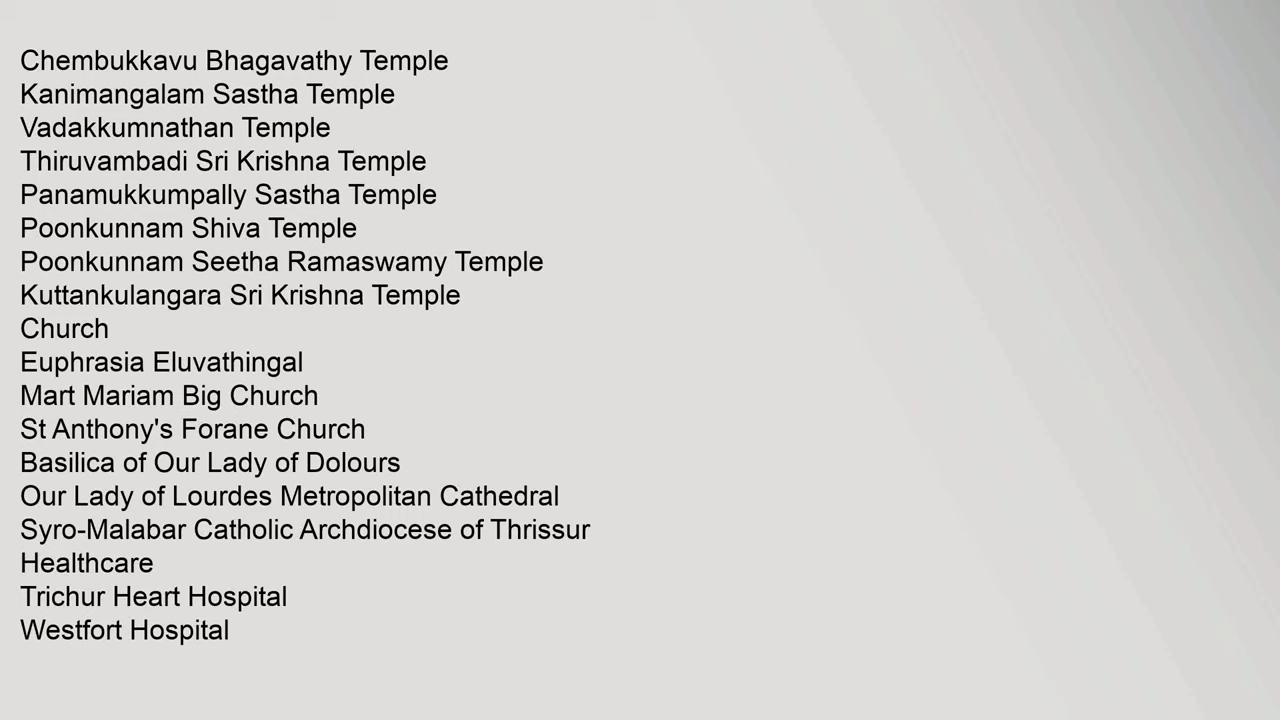 Chembukkavu Bhagavathy Temple
Kanimangalam Sastha Temple
Vadakkumnathan Temple
Thiruvambadi Sri Krishna Temple
Panamukkumpally Sastha Temple
Poonkunnam Shiva Temple
Poonkunnam Seetha Ramaswamy Temple
Kuttankulangara Sri Krishna Temple
Church
Euphrasia Eluvathingal
Mart Mariam Big Church
St Anthony's Forane Church
Basilica of Our Lady of Dolours
Our Lady of Lourdes Metropolitan Cathedral
Syro-Malabar Catholic Archdiocese of Thrissur
Healthcare
Trichur Heart Hospital
Westfort Hospital